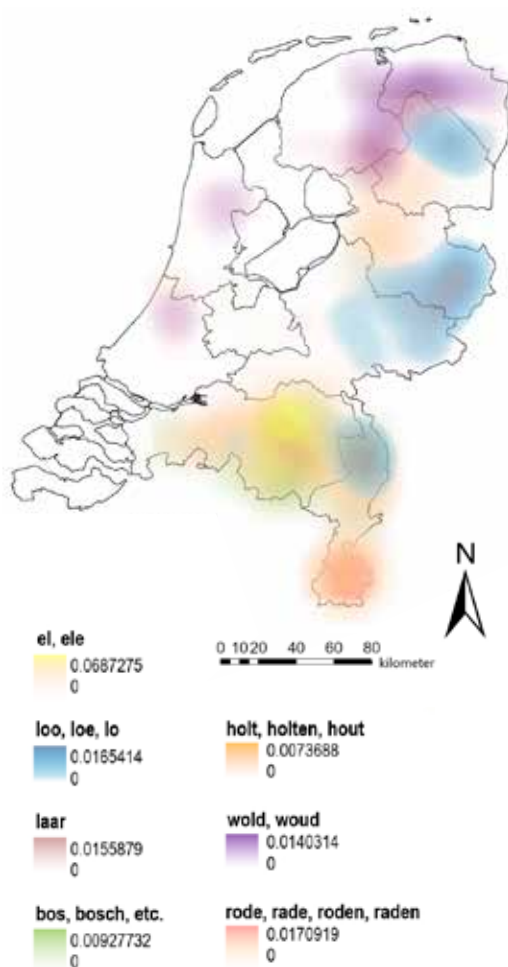 N
el, ele
0.0687275
0
0 1020 40 60 80
kilometer
loo, loe, lo
0.0165414
0
holt, holten, hout
0.0073688
0
laar
0.0155879
0
wold, woud
0.0140314
0
bos, bosch, etc.
0.00927732
0
rode, rade, roden, raden
0.0170919
0